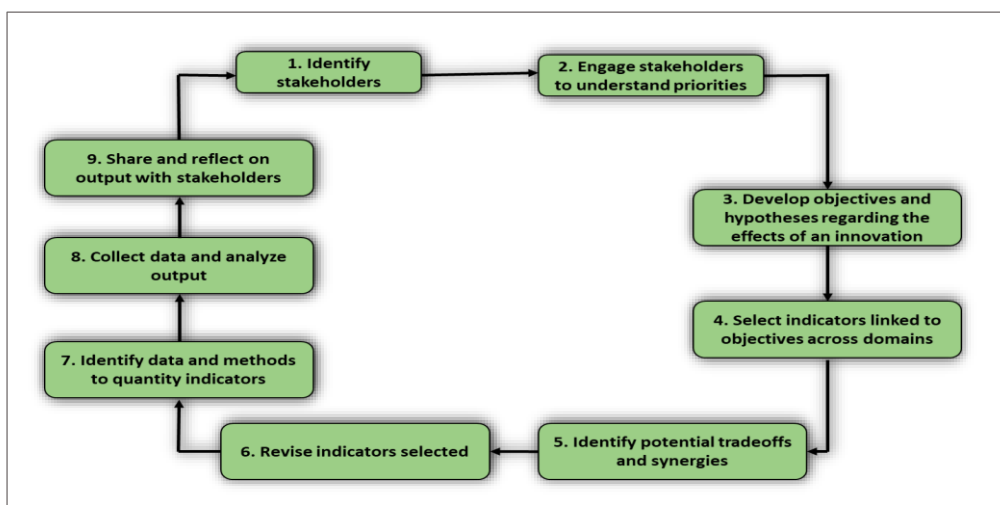 1. Identify
stakeholders
2. Engage stakeholders
to understand priorities
3. Develop objectives and
hypotheses regarding the
effects of an innovation
4. Select indicators linked to
objectives across domains
5. Identify potential tradeoffs
and synergies
6. Revise indicators selected
7. Identify data and methods
to quantity indicators
8. Collect data and analyze
output
9. Share and reflect on
output with stakeholders